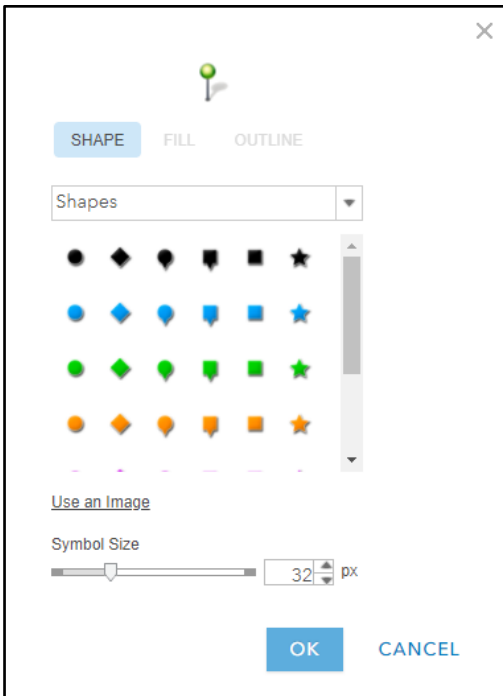 SHAPE FILL OUTLINE
Shapes
Use an Image
Symbol Size
32 px
OK CANCEL